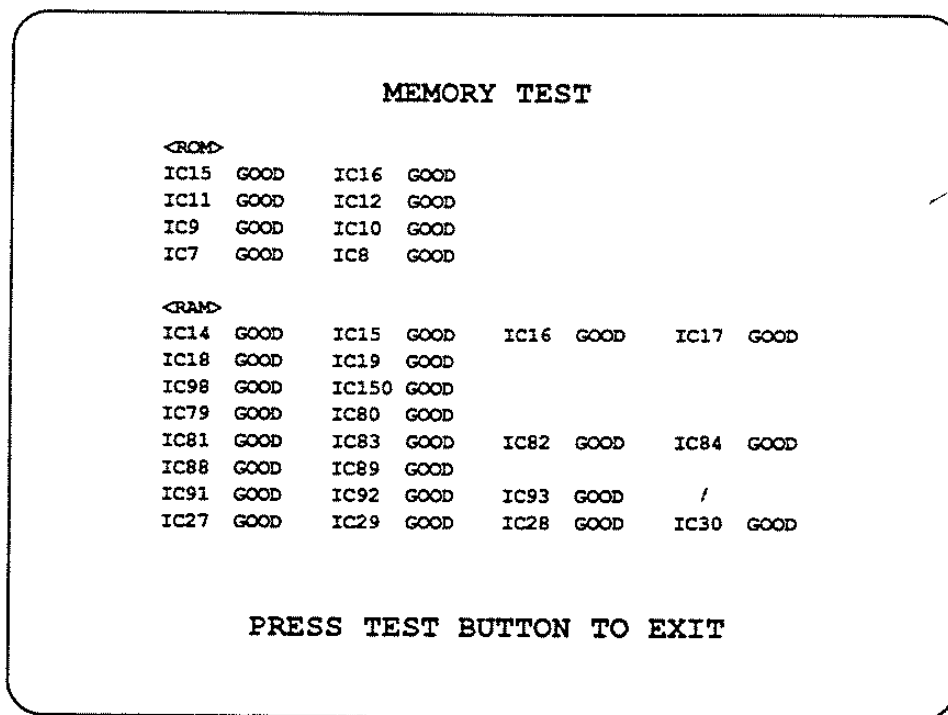 MEMORY TEST
<ROM>
IC15 GOOD IC16 GOOD
IC11 GOOD IC12 GOOD
IC9 GOOD IC10 GOOD
IC7 GOOD IC8 GOOD
<RAM>
IC14 GOOD IC15 GOOD IC16 GOOD IC17 GOOD
IC18 GOOD IC19 GOOD
IC98 GOOD IC150 GOOD
IC79 GOOD IC80 GOOD
IC81 GOOD IC83 GOOD IC82 GOOD IC84 GOOD
IC88 GOOD IC89 GOOD
IC91 GOOD IC92 GOOD IC93 GOOD
IC27 GOOD IC29 GOOD IC28 GOOD IC30 GOOD
PRESS TEST BUTTON TO EXIT